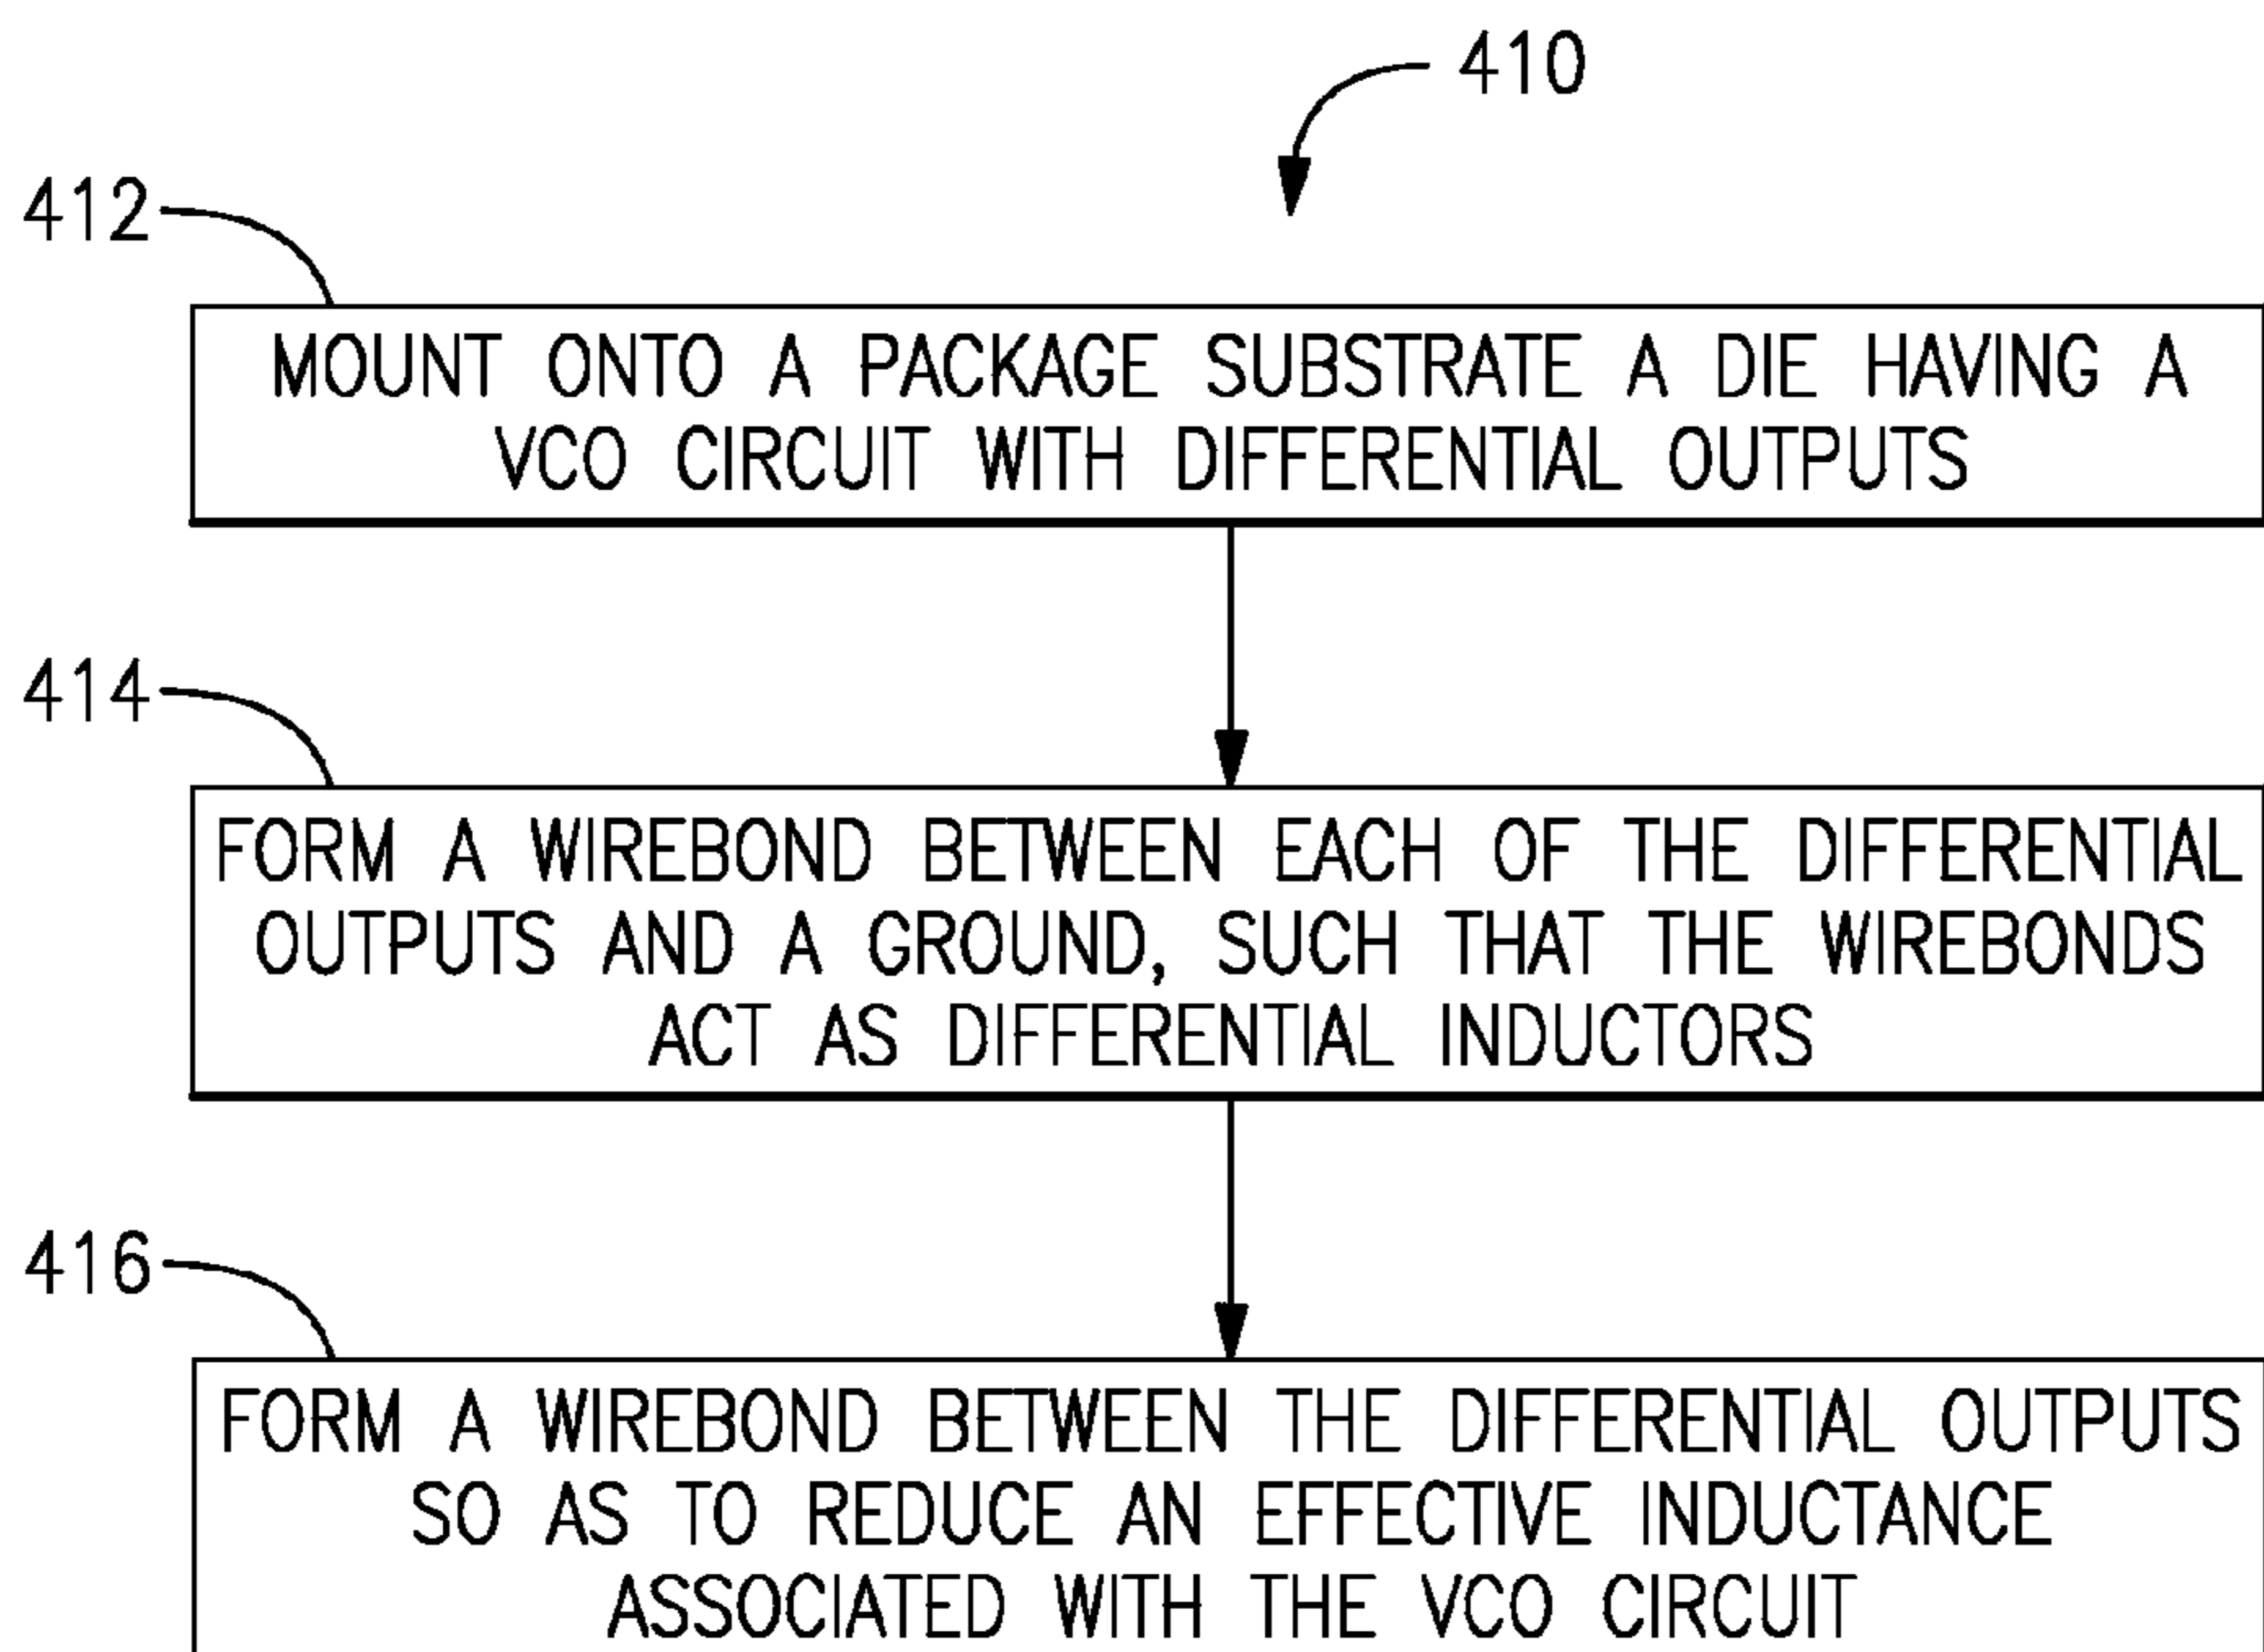 410
412
MOUNT ONTO A PACKAGE SUBSTRATE A DIE HAVING A
VCO CIRCUIT WITH DIFFERENTIAL OUTPUTS
414
FORM A WIREBOND BETWEEN EACH OF THE DIFFERENTIAL
OUTPUTS AND A GROUND, SUCH THAT THE WIREBONDS
ACT AS DIFFERENTIAL INDUCTORS
416
FORM A WIREBOND BETWEEN THE DIFFERENTIAL OUTPUTS
SO AS TO REDUCE AN EFFECTIVE INDUCTANCE
ASSOCIATED WITH THE VCO CIRCUIT